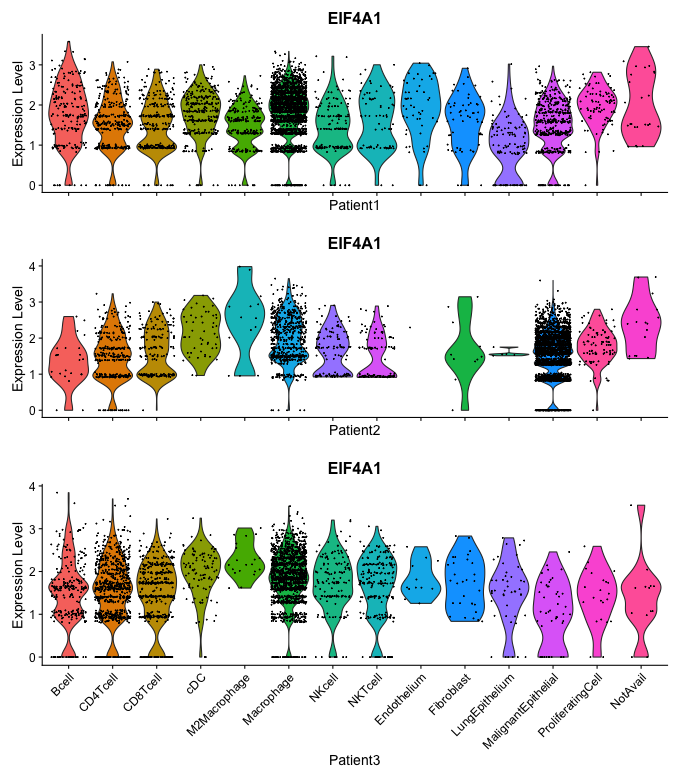 EIF4A1
Expression Level
3
2
1
0
Patient1
EIF4A1
Expression Level
4
3
2
1
0
Patient2
EIF4A1
Expression Level
4
3
2
1
0
Bcell
CD4Tcell
CD8Tcell
cDC
M2Macrophage
Macrophage
NKcell
NKTcell
Endothelium
Fibroblast
LungEpithelium
MalignantEpithelial
ProliferatingCell
NotAvail
Patient3